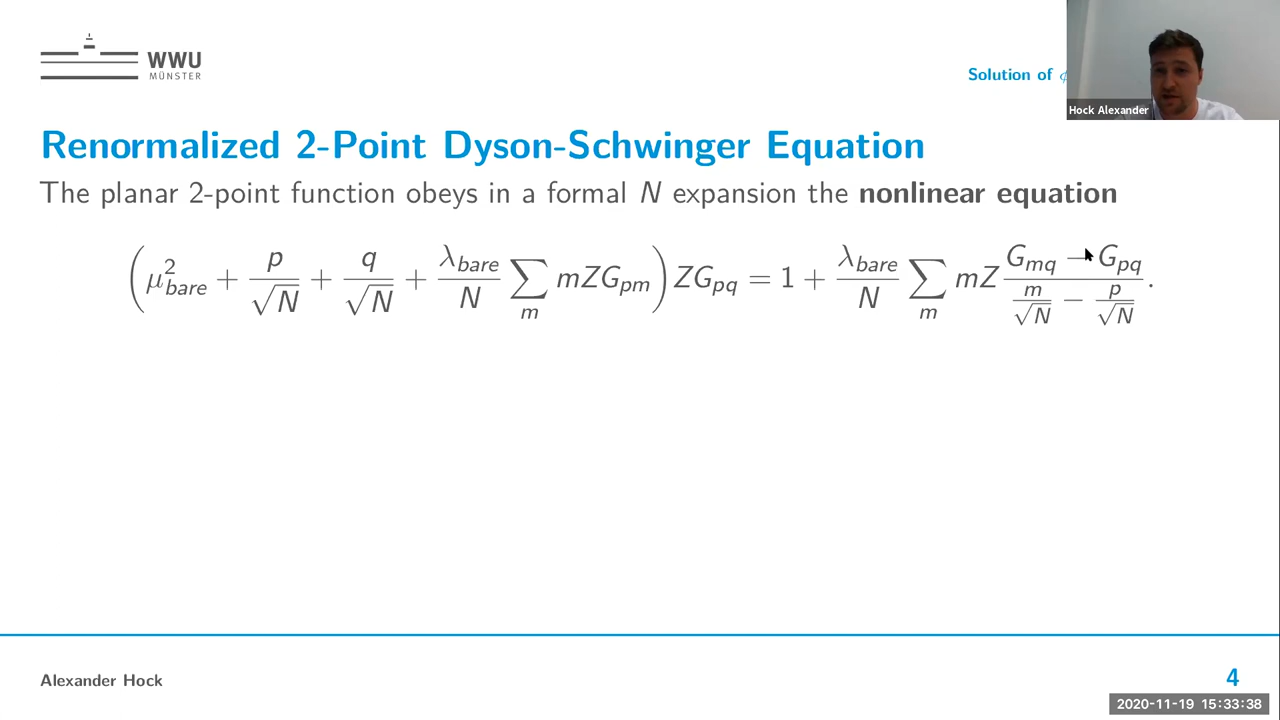 WWU
MÜNSTER
Solution of ϕ
Hock Alexander
Renormalized 2-Point Dyson-Schwinger Equation
The planar 2-point function obeys in a formal N expansion the nonlinear equation
(μ²_bare + p/√N + q/√N + λ_bare/N ∑_m mZG_pm) ZG_pq = 1 + λ_bare/N ∑_m mZ (G_mq − G_pq)/(m/√N − p/√N).
Alexander Hock
4
2020-11-19 15:33:38